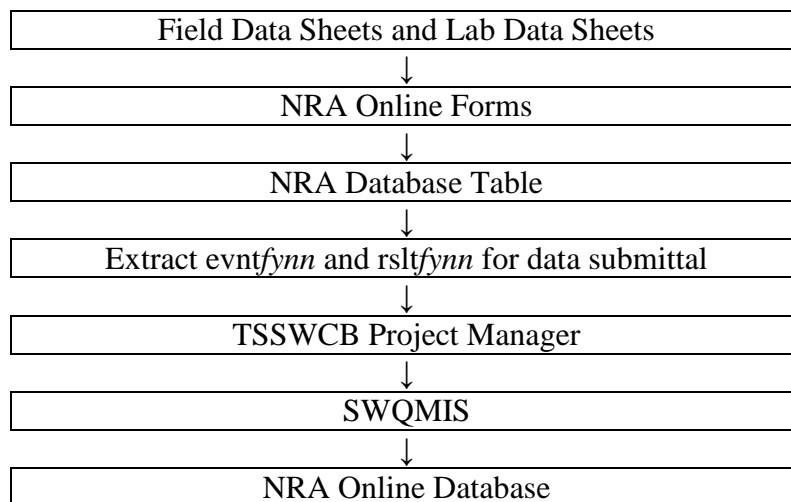 Field Data Sheets and Lab Data Sheets
↓
NRA Online Forms
↓
NRA Database Table
↓
Extract evntfynn and rsltfynn for data submittal
↓
TSSWCB Project Manager
↓
SWQMIS
↓
NRA Online Database